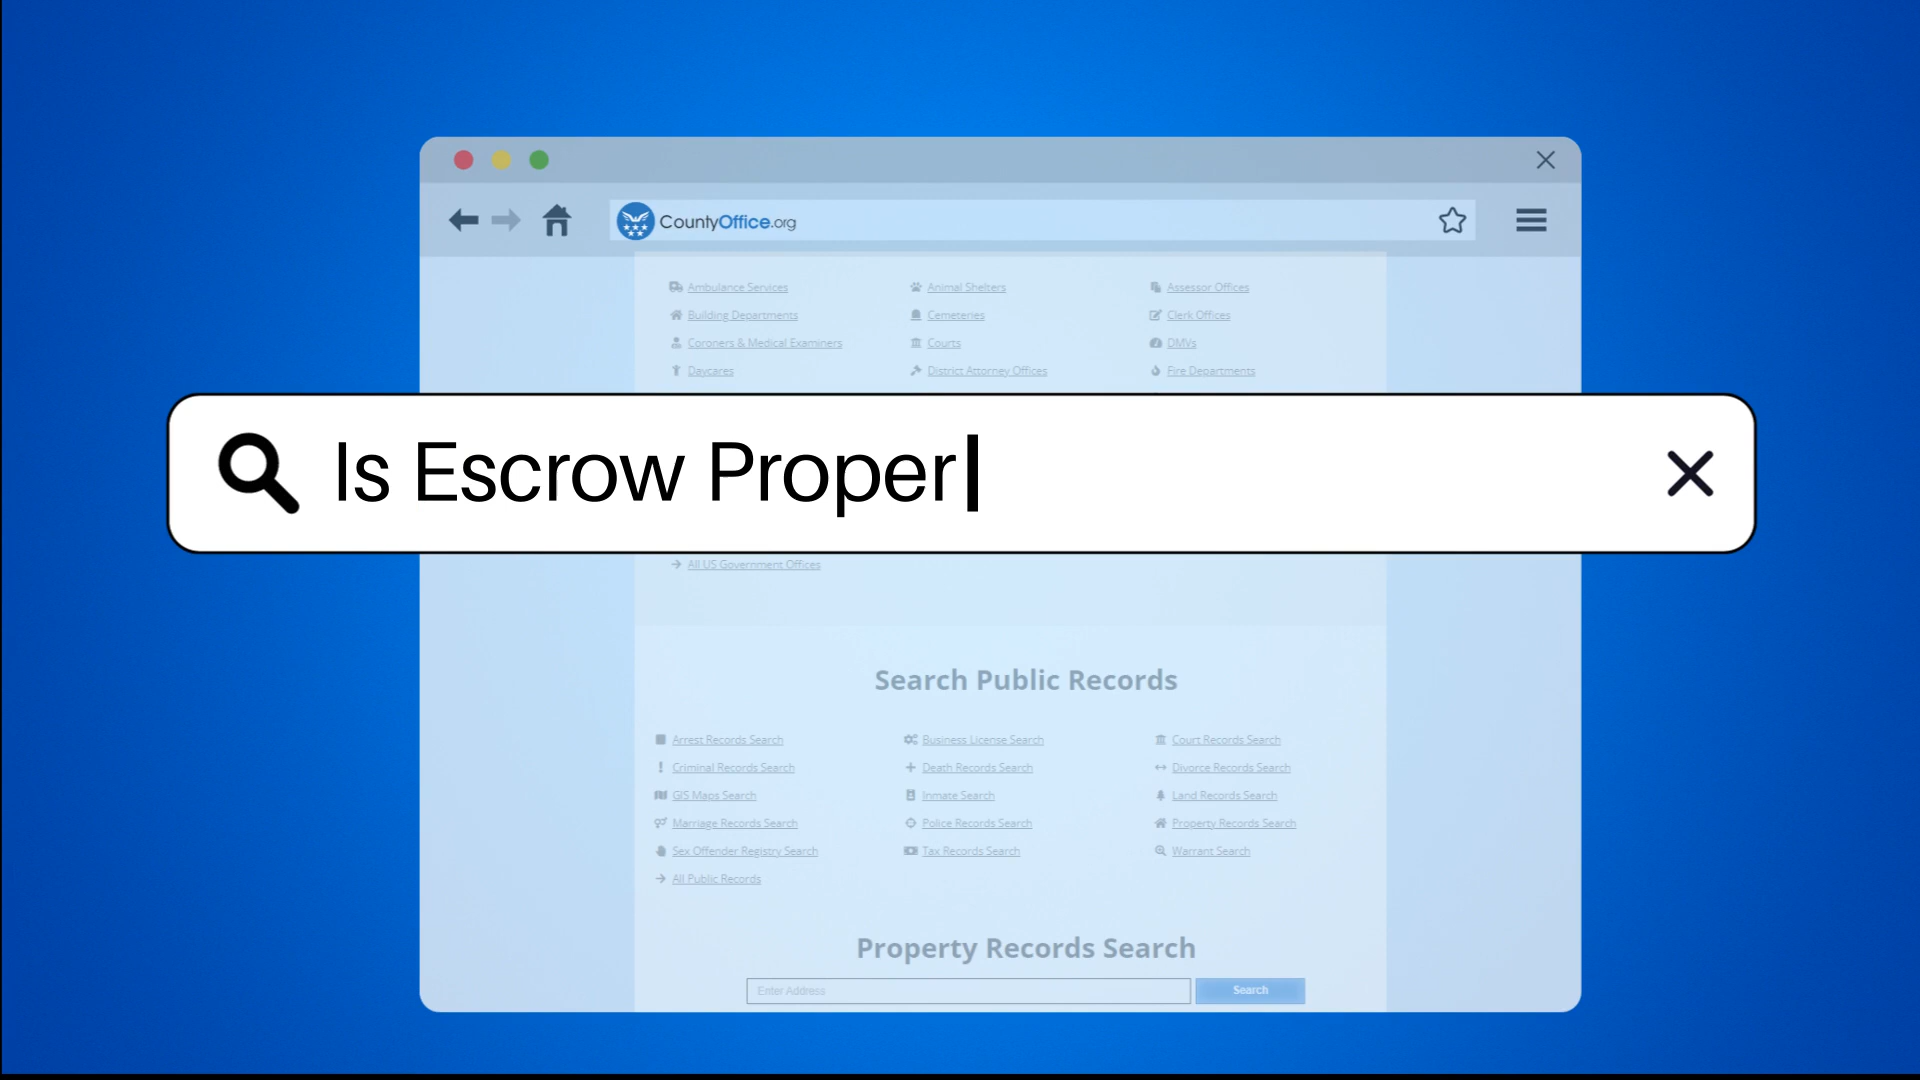 CountyOffice.org
Ambulance Services Animal Shelters Assessor Offices
Building Departments Cemeteries Clerk Offices
Coroners & Medical Examiners Courts DMVs
Daycares District Attorney Offices Fire Departments
Is Escrow Proper
All US Government Offices
Search Public Records
Arrest Records Search Business License Search Court Records Search
Criminal Records Search Death Records Search Divorce Records Search
GIS Maps Search Inmate Search Land Records Search
Marriage Records Search Police Records Search Property Records Search
Sex Offender Registry Search Tax Records Search Warrant Search
All Public Records
Property Records Search
Enter Address Search